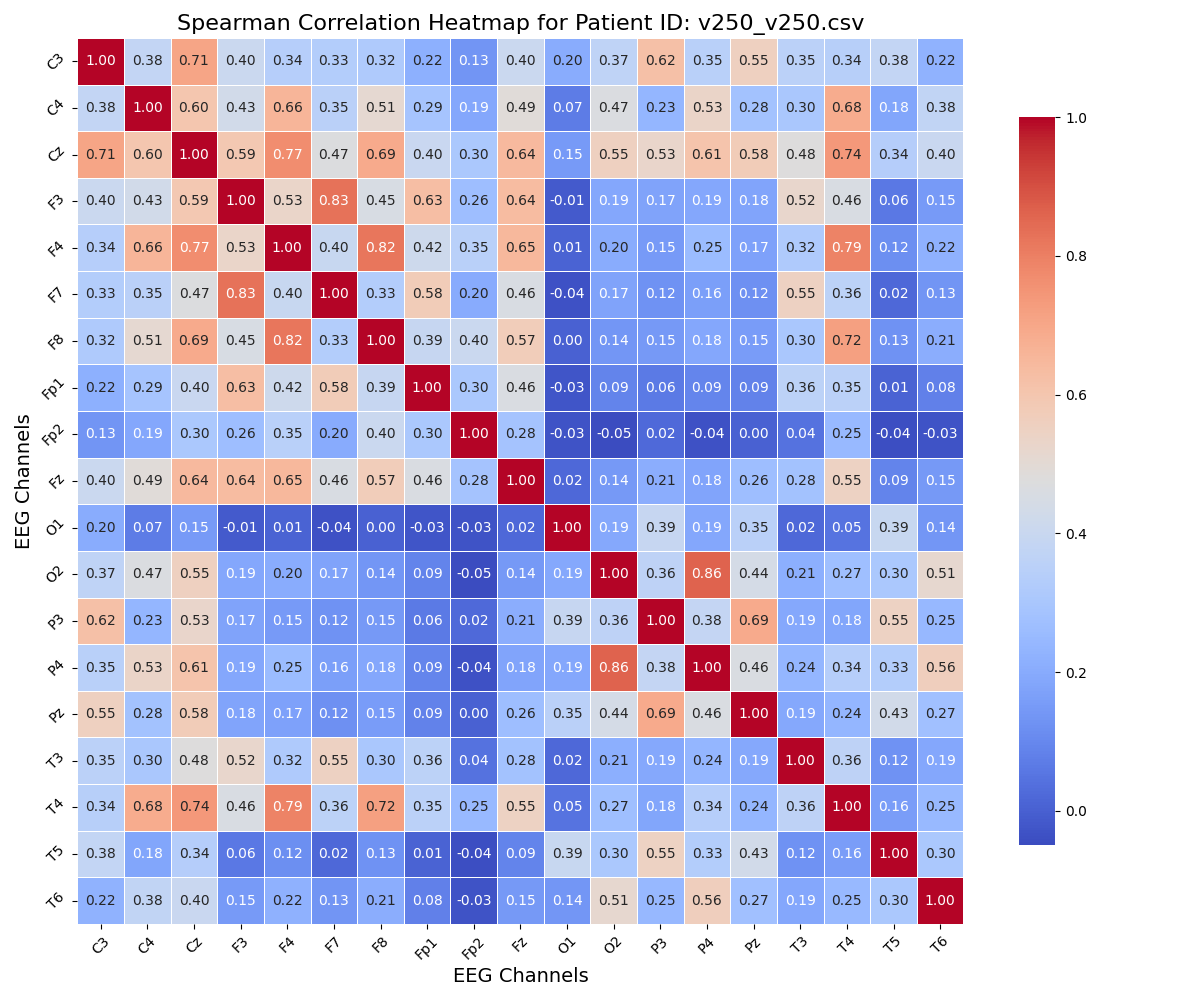 Spearman Correlation Heatmap for Patient ID: v250_v250.csv
C3 1.00 0.38 0.71 0.40 0.34 0.33 0.32 0.22 0.13 0.40 0.20 0.37 0.62 0.35 0.55 0.35 0.34 0.38 0.22
C4 0.38 1.00 0.60 0.43 0.66 0.35 0.51 0.29 0.19 0.49 0.07 0.47 0.23 0.53 0.28 0.30 0.68 0.18 0.38
Cz 0.71 0.60 1.00 0.59 0.77 0.47 0.69 0.40 0.30 0.64 0.15 0.55 0.53 0.61 0.58 0.48 0.74 0.34 0.40
F3 0.40 0.43 0.59 1.00 0.53 0.83 0.45 0.63 0.26 0.64 -0.01 0.19 0.17 0.19 0.18 0.52 0.46 0.06 0.15
F4 0.34 0.66 0.77 0.53 1.00 0.40 0.82 0.42 0.35 0.65 0.01 0.20 0.15 0.25 0.17 0.32 0.79 0.12 0.22
F7 0.33 0.35 0.47 0.83 0.40 1.00 0.33 0.58 0.20 0.46 -0.04 0.17 0.12 0.16 0.12 0.55 0.36 0.02 0.13
F8 0.32 0.51 0.69 0.45 0.82 0.33 1.00 0.39 0.40 0.57 0.00 0.14 0.15 0.18 0.15 0.30 0.72 0.13 0.21
Fp1 0.22 0.29 0.40 0.63 0.42 0.58 0.39 1.00 0.30 0.46 -0.03 0.09 0.06 0.09 0.09 0.36 0.35 0.01 0.08
Fp2 0.13 0.19 0.30 0.26 0.35 0.20 0.40 0.30 1.00 0.28 -0.03 -0.05 0.02 -0.04 0.00 0.04 0.25 -0.04 -0.03
Fz 0.40 0.49 0.64 0.64 0.65 0.46 0.57 0.46 0.28 1.00 0.02 0.14 0.21 0.18 0.26 0.28 0.55 0.09 0.15
O1 0.20 0.07 0.15 -0.01 0.01 -0.04 0.00 -0.03 -0.03 0.02 1.00 0.19 0.39 0.19 0.35 0.02 0.05 0.39 0.14
O2 0.37 0.47 0.55 0.19 0.20 0.17 0.14 0.09 -0.05 0.14 0.19 1.00 0.36 0.86 0.44 0.21 0.27 0.30 0.51
P3 0.62 0.23 0.53 0.17 0.15 0.12 0.15 0.06 0.02 0.21 0.39 0.36 1.00 0.38 0.69 0.19 0.18 0.55 0.25
P4 0.35 0.53 0.61 0.19 0.25 0.16 0.18 0.09 -0.04 0.18 0.19 0.86 0.38 1.00 0.46 0.24 0.34 0.33 0.56
Pz 0.55 0.28 0.58 0.18 0.17 0.12 0.15 0.09 0.00 0.26 0.35 0.44 0.69 0.46 1.00 0.19 0.24 0.43 0.27
T3 0.35 0.30 0.48 0.52 0.32 0.55 0.30 0.36 0.04 0.28 0.02 0.21 0.19 0.24 0.19 1.00 0.36 0.12 0.19
T4 0.34 0.68 0.74 0.46 0.79 0.36 0.72 0.35 0.25 0.55 0.05 0.27 0.18 0.34 0.24 0.36 1.00 0.16 0.25
T5 0.38 0.18 0.34 0.06 0.12 0.02 0.13 0.01 -0.04 0.09 0.39 0.30 0.55 0.33 0.43 0.12 0.16 1.00 0.30
T6 0.22 0.38 0.40 0.15 0.22 0.13 0.21 0.08 -0.03 0.15 0.14 0.51 0.25 0.56 0.27 0.19 0.25 0.30 1.00
C3 C4 Cz F3 F4 F7 F8 Fp1 Fp2 Fz O1 O2 P3 P4 Pz T3 T4 T5 T6
EEG Channels
EEG Channels
1.0
0.8
0.6
0.4
0.2
0.0